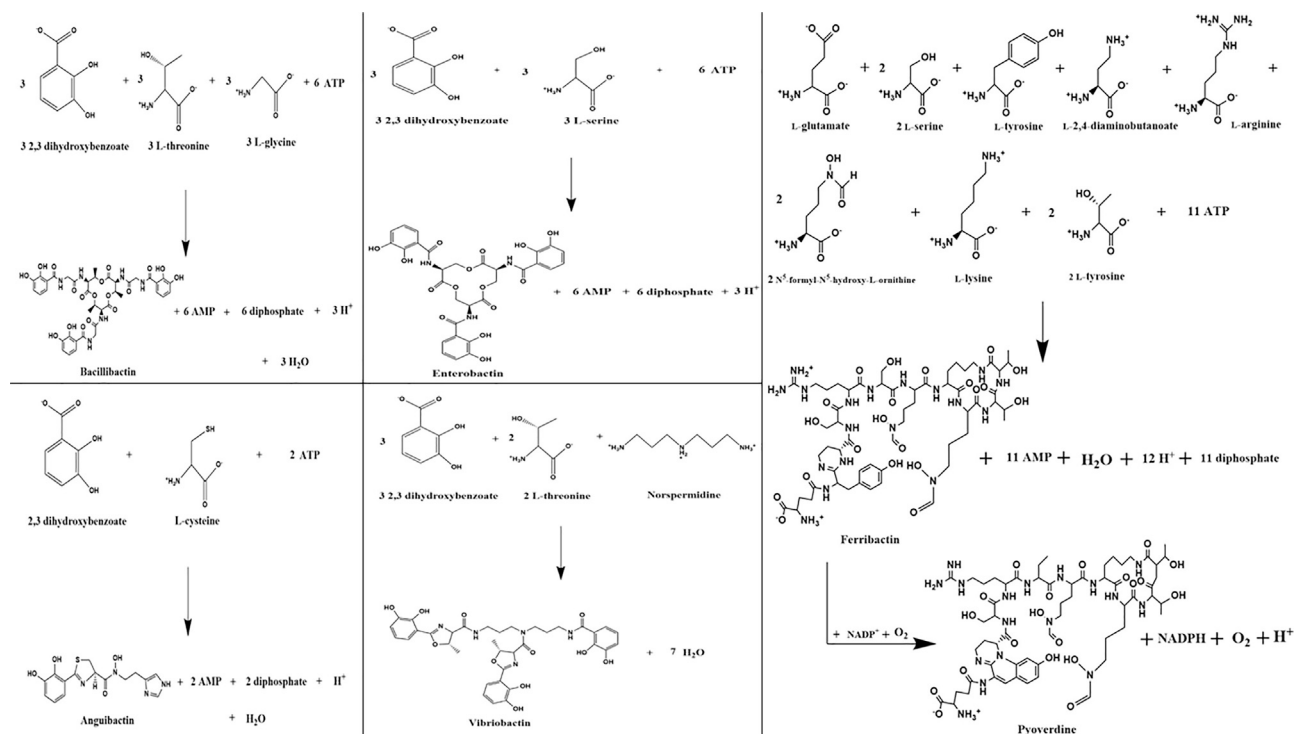 3 + 3 + 3 + 6 ATP
3 2,3 dihydroxybenzoate 3 L-threonine 3 L-glycine
+ 6 AMP + 6 diphosphate + 3 H⁺
+ 3 H₂O
Bacillibactin
3 + 3 + 6 ATP
3 2,3 dihydroxybenzoate 3 L-serine
+ 6 AMP + 6 diphosphate + 3 H⁺
Enterobactin
+ 2 ATP
2,3 dihydroxybenzoate L-cysteine
+ 2 AMP + 2 diphosphate + H⁺
+ H₂O
Anguibactin
3 + 2 +
3 2,3 dihydroxybenzoate 2 L-threonine Norspermidine
+ 7 H₂O
Vibriobactin
+ 2 + + + +
L-glutamate 2 L-serine L-tyrosine L-2,4-diaminobutanoate L-arginine
2 + + 2 + 11 ATP
2 N⁵-formyl-N⁵-hydroxy-L-ornithine L-lysine 2 L-tyrosine
+ 11 AMP + H₂O + 12 H⁺ + 11 diphosphate
Ferribactin
+ NADP⁺ + O₂
+ NADPH + O₂ + H⁺
Pyoverdine